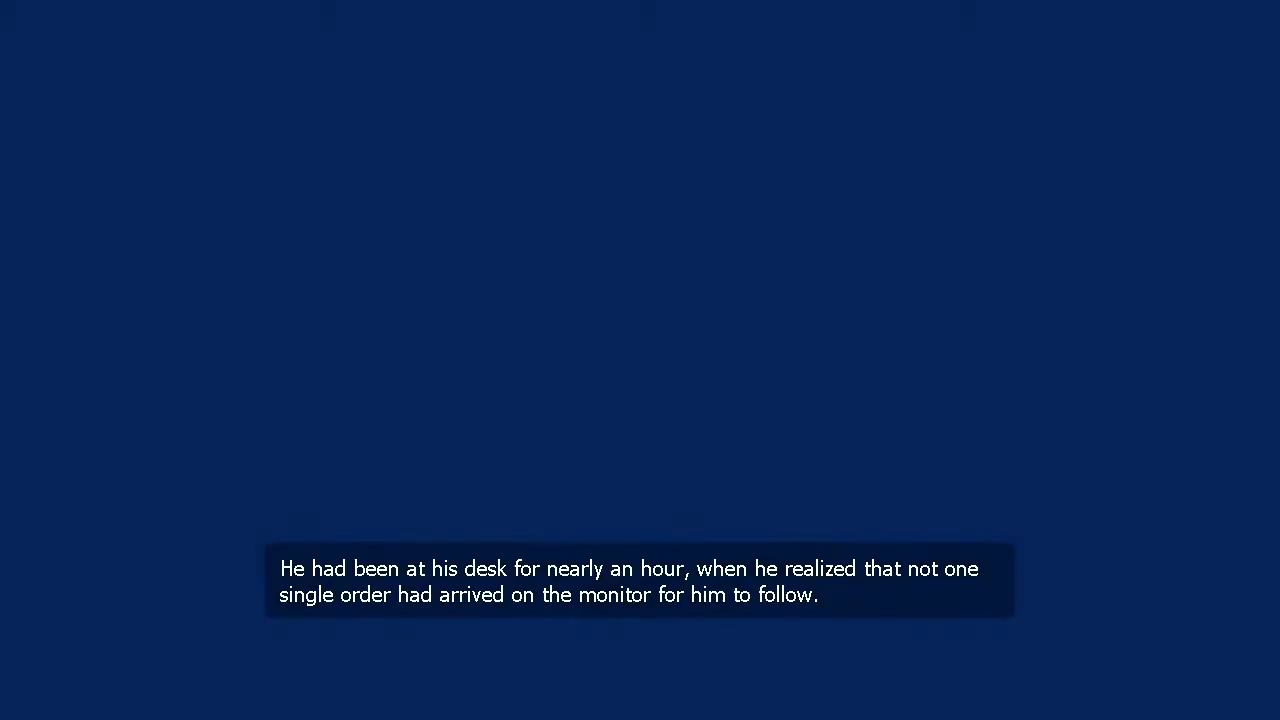 He had been at his desk for nearly an hour, when he realized that not one
single order had arrived on the monitor for him to follow.